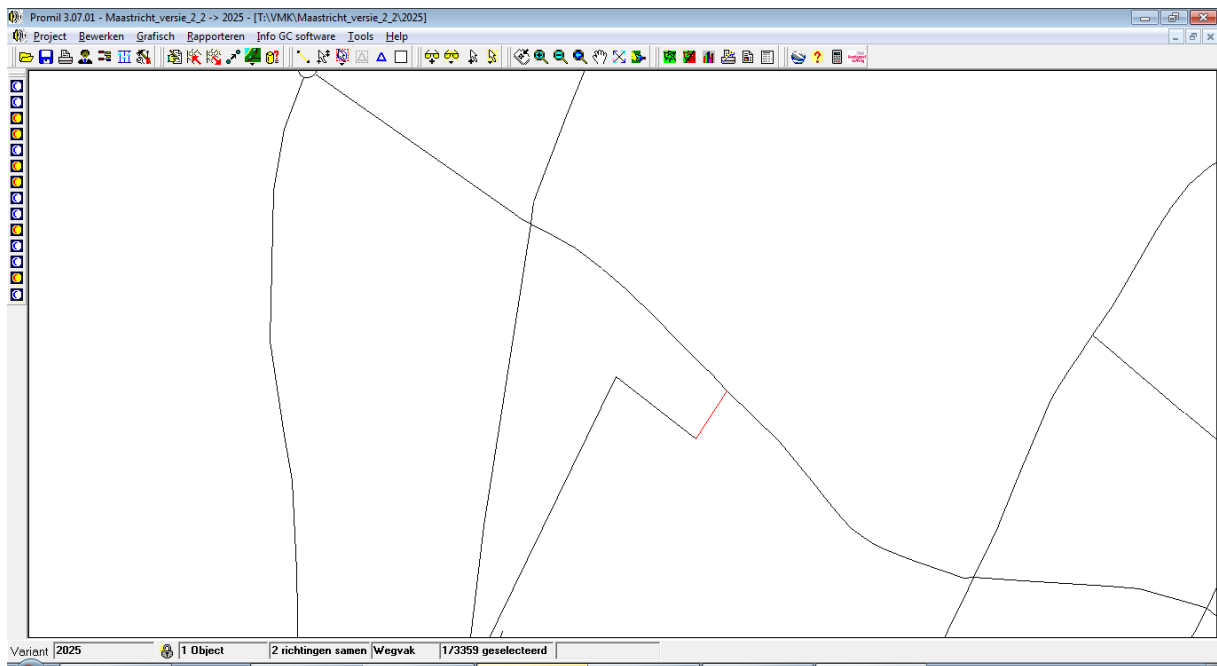 Promil 3.07.01 - Maastricht_versie_2_2 -> 2025 - [T:\VMK\Maastricht_versie_2_2\2025]
Project Bewerken Grafisch Rapporteren Info GC software Tools Help
Variant 2025 1 Object 2 richtingen samen Wegvak 1/3359 geselecteerd